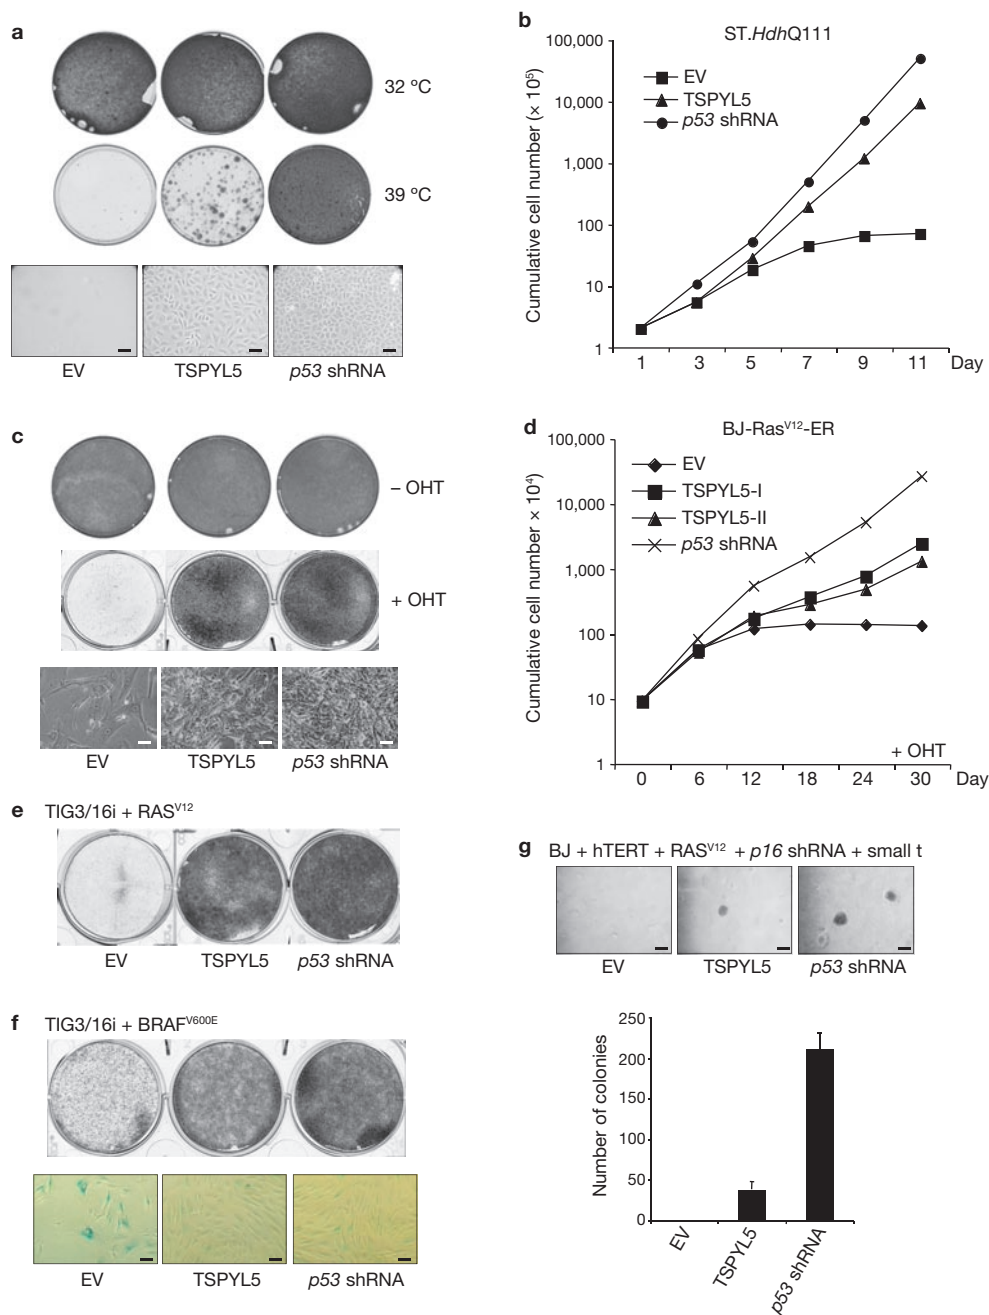 a
32 ºC
39 ºC
EV TSPYL5 p53 shRNA
b
ST.HdhQ111
Cumulative cell number (× 10⁵)
100,000
10,000
1,000
100
10
1
EV
TSPYL5
p53 shRNA
1 3 5 7 9 11 Day
c
– OHT
+ OHT
EV TSPYL5 p53 shRNA
d
BJ-Rasⱽ¹²-ER
Cumulative cell number × 10⁴)
100,000
10,000
1,000
100
10
1
EV
TSPYL5-I
TSPYL5-II
p53 shRNA
+ OHT
0 6 12 18 24 30 Day
e TIG3/16i + RASⱽ¹²
EV TSPYL5 p53 shRNA
f TIG3/16i + BRAFⱽ⁶⁰⁰ᴱ
EV TSPYL5 p53 shRNA
g BJ + hTERT + RASⱽ¹² + p16 shRNA + small t
EV TSPYL5 p53 shRNA
Number of colonies
250
200
150
100
50
0
EV TSPYL5 p53 shRNA